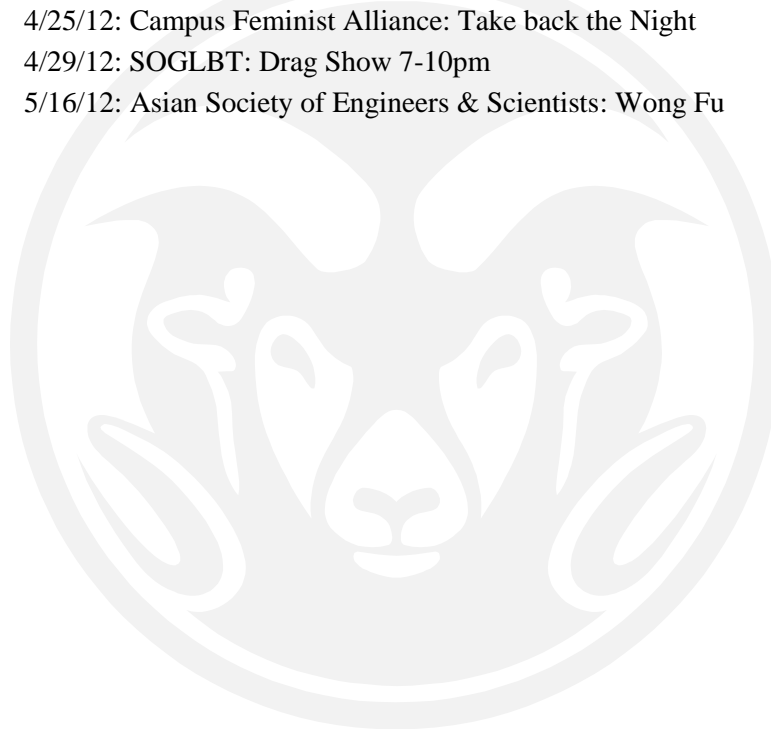 4/25/12: Campus Feminist Alliance: Take back the Night
4/29/12: SOGLBT: Drag Show 7-10pm
5/16/12: Asian Society of Engineers & Scientists: Wong Fu